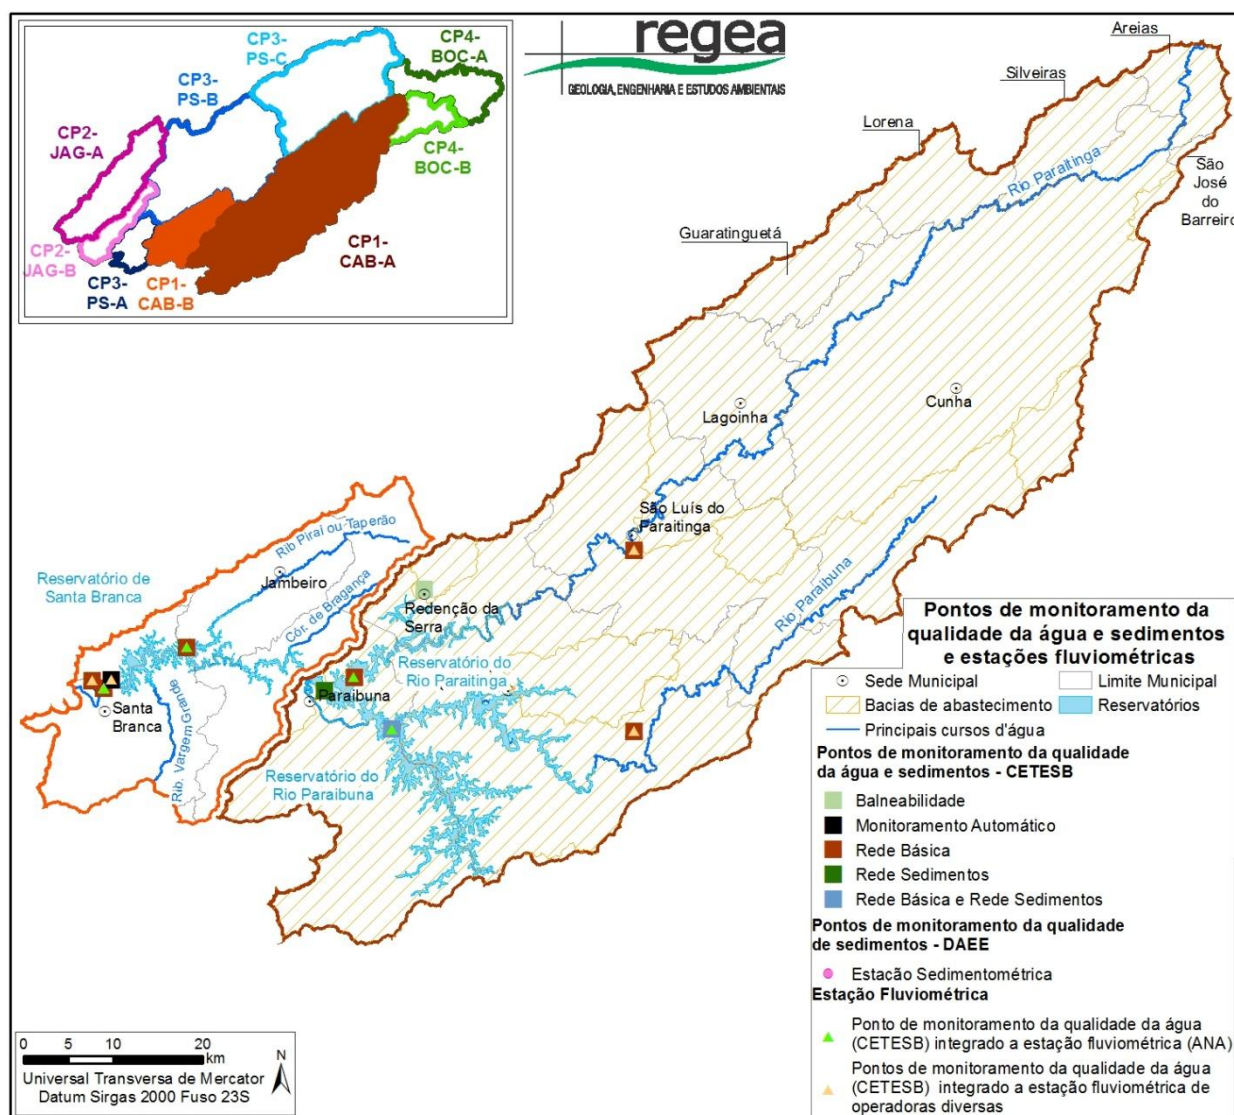 regea
GEOLOGIA, ENGENHARIA E ESTUDOS AMBIENTAIS
CP3-
PS-C
CP4-
BOC-A
CP3-
PS-B
CP2-
JAG-A
CP4-
BOC-B
CP2-
JAG-B
CP1-
CAB-A
CP3-
PS-A
CP1-
CAB-B
Areias
Silveiras
Lorena
Rio Paraitinga
São
José
do
Barreiro
Guaratinguetá
Lagoinha
Cunha
São Luís do
Paraitinga
Rib Piraí ou Taperão
Reservatório de
Santa Branca
Jambeiro
Cór. de Bragança
Redenção da
Serra
Rio Paraibuna
Reservatório do
Rio Paraitinga
Paraibuna
Santa
Branca
Rib. Vargem Grande
Reservatório do
Rio Paraibuna
Pontos de monitoramento da
qualidade da água e sedimentos
e estações fluviométricas
Sede Municipal
Limite Municipal
Bacias de abastecimento
Reservatórios
Principais cursos d'água
Pontos de monitoramento da qualidade
da água e sedimentos - CETESB
Balneabilidade
Monitoramento Automático
Rede Básica
Rede Sedimentos
Rede Básica e Rede Sedimentos
Pontos de monitoramento da qualidade
de sedimentos - DAEE
Estacão Sedimentométrica
Estação Fluviométrica
Ponto de monitoramento da qualidade da água
(CETESB) integrado a estação fluviométrica (ANA)
Pontos de monitoramento da qualidade da água
(CETESB) integrado a estação fluviométrica de
operadoras diversas
0 5 10 20
km
N
Universal Transversa de Mercator
Datum Sirgas 2000 Fuso 23S